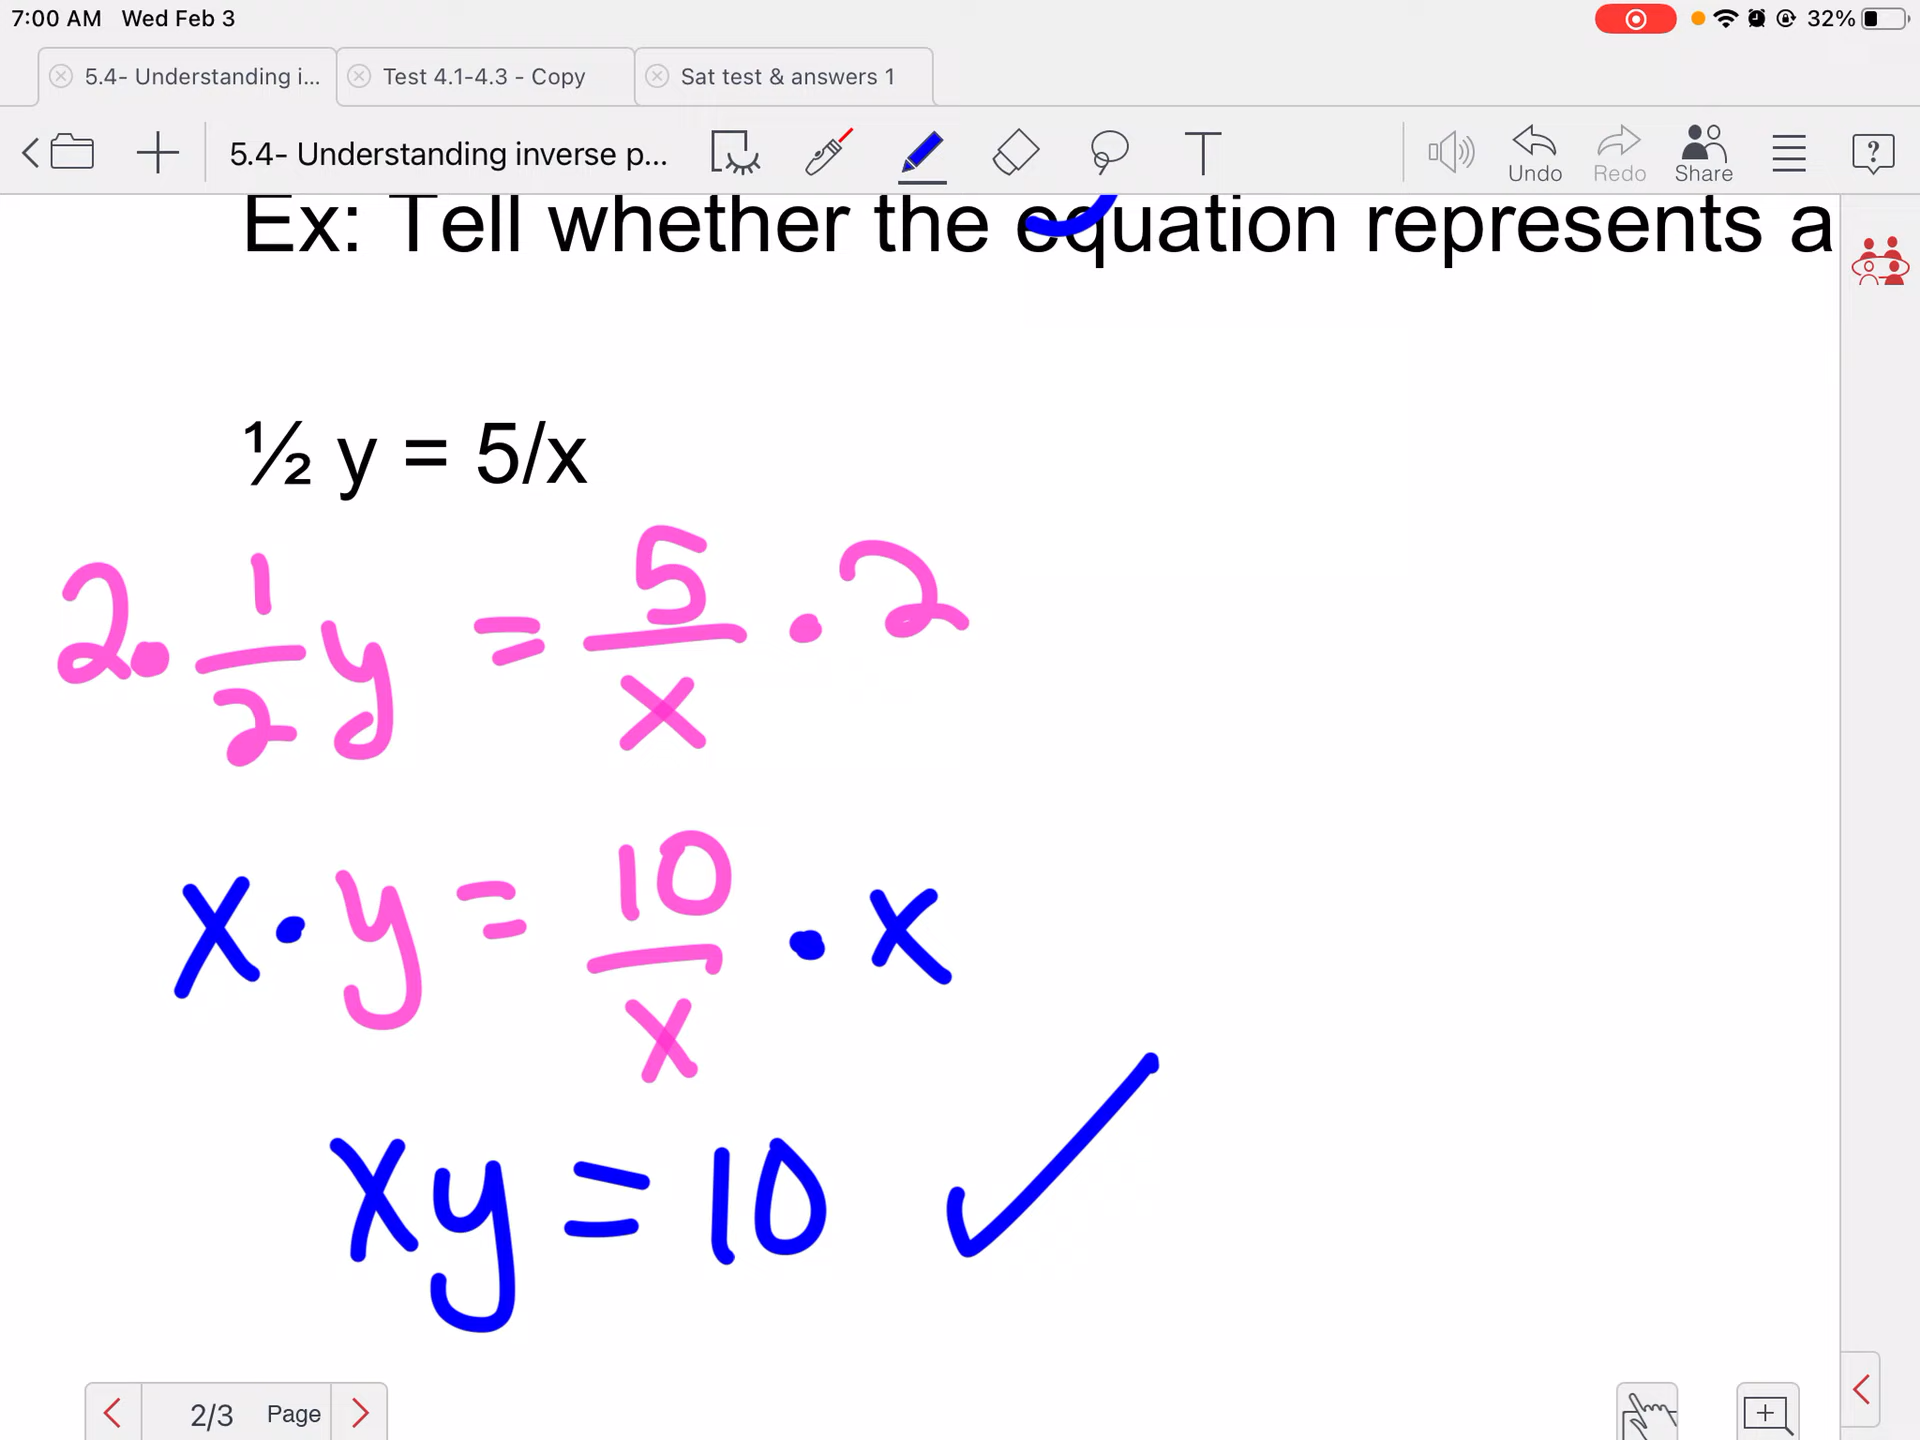 7:00 AM Wed Feb 3
32%
5.4- Understanding i...
Test 4.1-4.3 - Copy
Sat test & answers 1
5.4- Understanding inverse p...
T
Undo
Redo
Share
?
Ex: Tell whether the equation represents a
½ y = 5/x
2 · 1/2 y = 5/x · 2
x · y = 10/x · x
xy = 10 ✓
2/3 Page